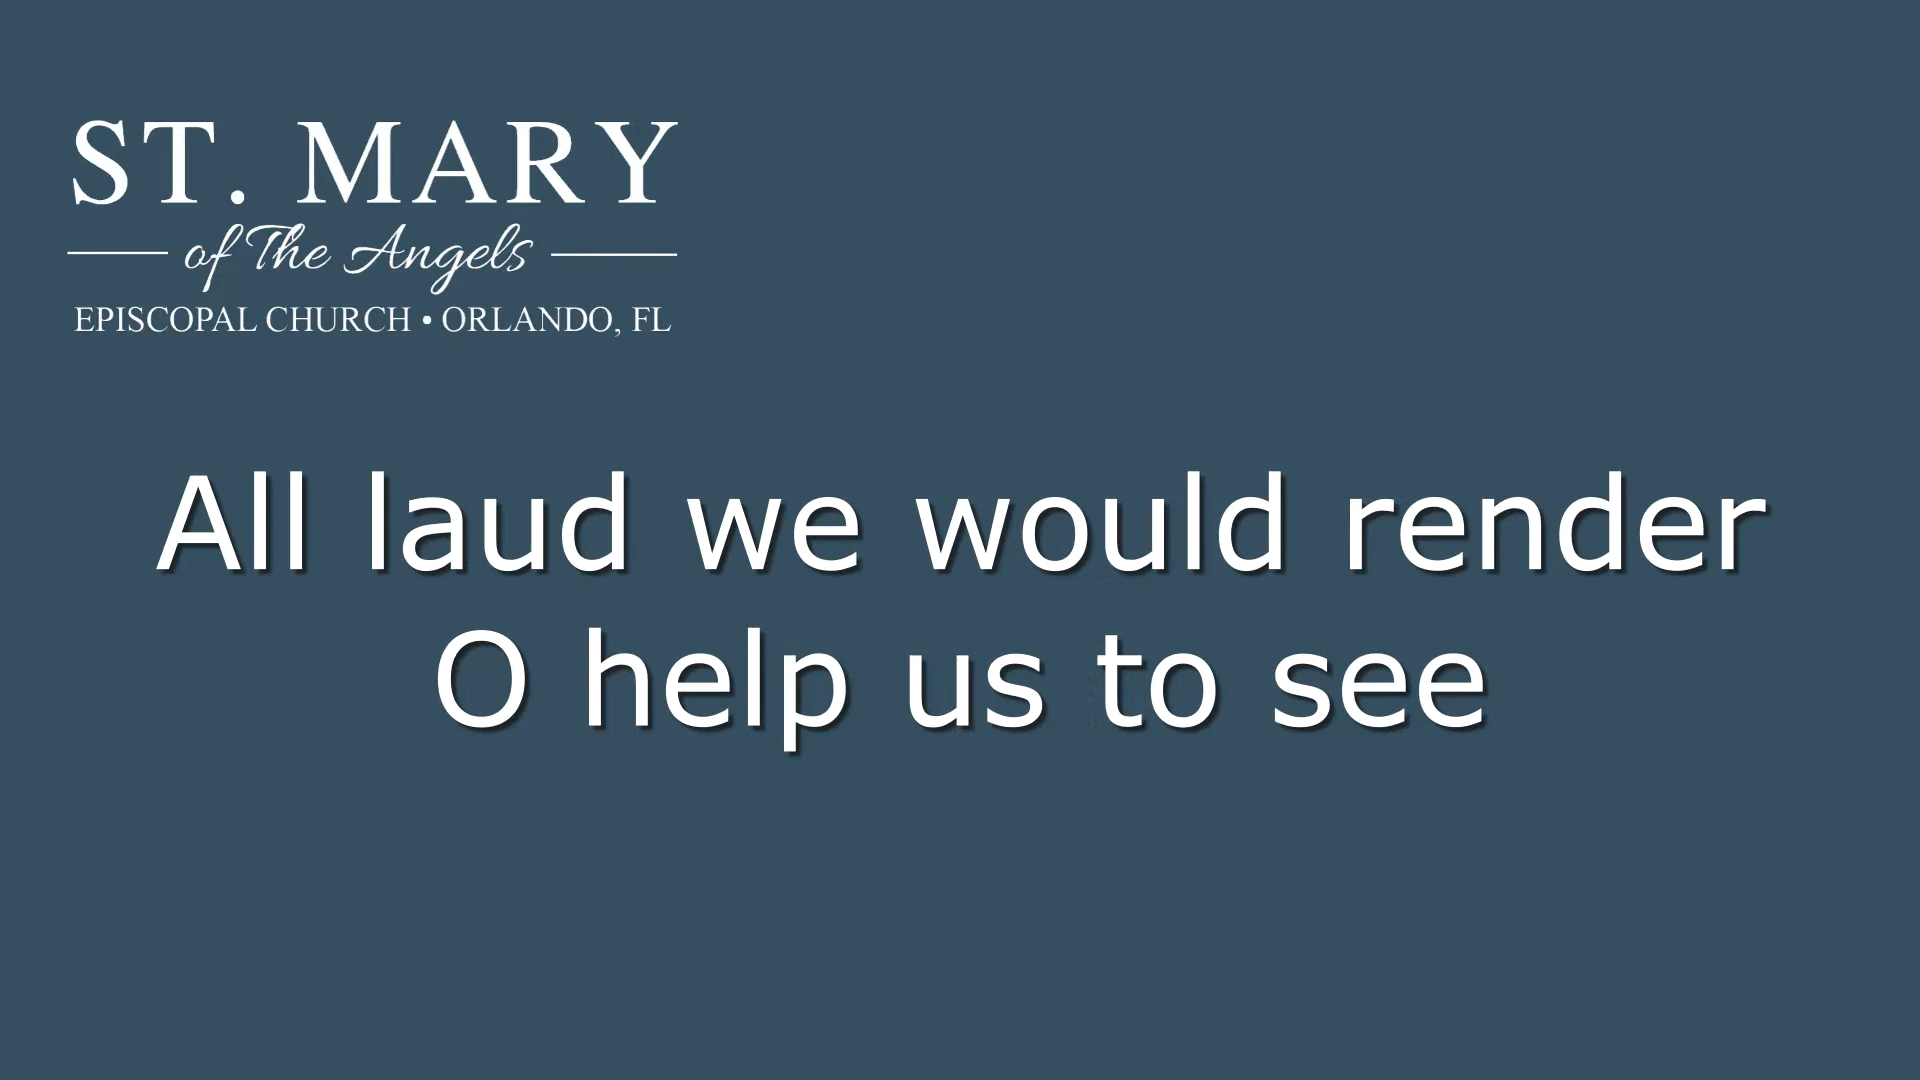 ST. MARY
of The Angels
EPISCOPAL CHURCH • ORLANDO, FL
All laud we would render
O help us to see